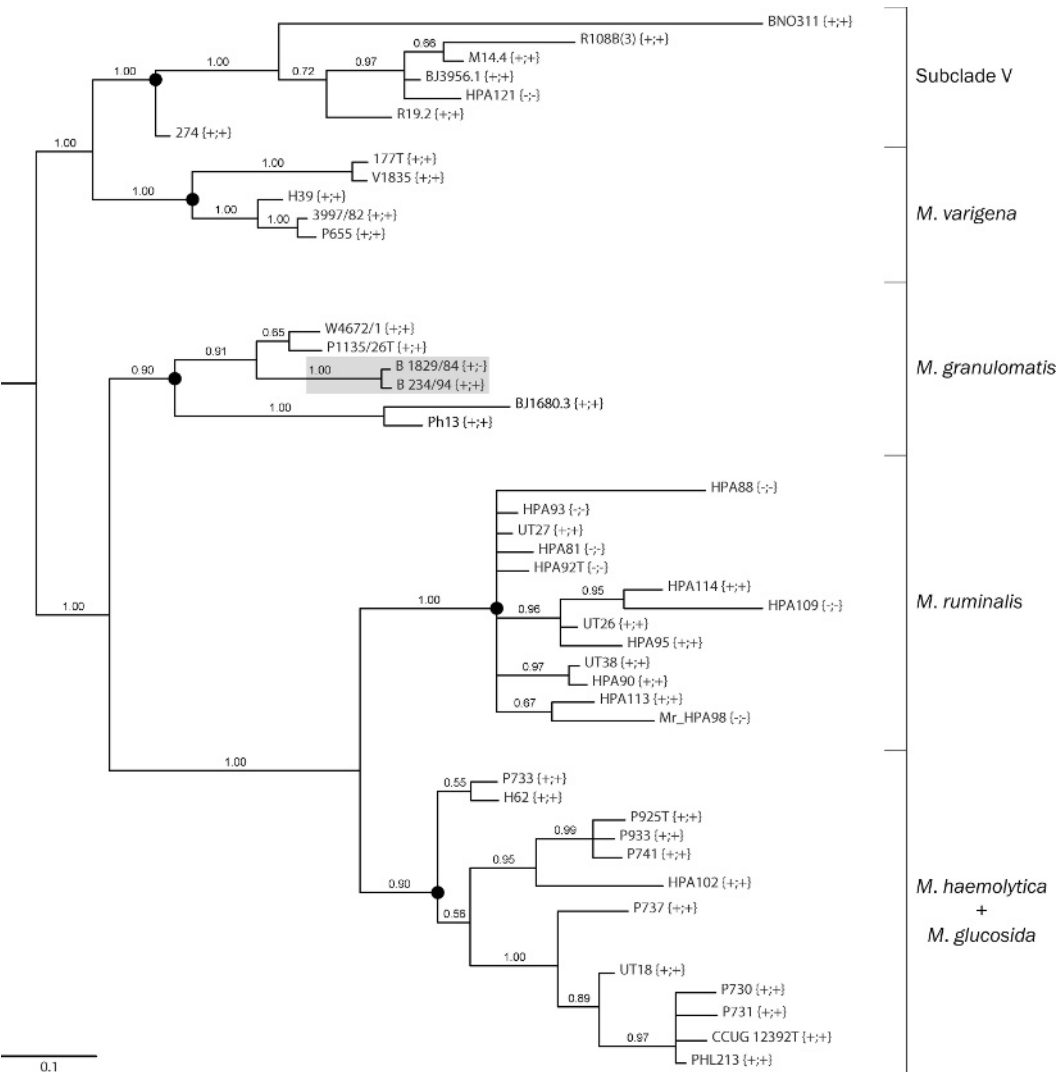 BNO311 {+;+}
0.66
R108B(3) {+;+}
1.00
1.00
0.97
M14.4 {+;+}
0.72
BJ3956.1 {+;+}
Subclade V
HPA121 {-;-}
R19.2 {+;+}
274 {+;+}
1.00
177T {+;+}
1.00
V1835 {+;+}
1.00
H39 {+;+}
1.00
1.00
3997/82 {+;+}
M. varigena
P655 {+;+}
W4672/1 {+;+}
0.65
P1135/26T {+;+}
0.91
B 1829/84 {+;-}
0.90
1.00
M. granulomatis
B 234/94 {+;+}
BJ1680.3 {+;+}
1.00
Ph13 {+;+}
HPA88 {-;-}
HPA93 {-;-}
UT27 {+;+}
HPA81 {-;-}
HPA92T {-;-}
HPA114 {+;+}
0.95
1.00
1.00
0.96
HPA109 {-;-}
M. ruminalis
UT26 {+;+}
HPA95 {+;+}
UT38 {+;+}
0.97
HPA90 {+;+}
HPA113 {+;+}
0.67
Mr_HPA98 {-;-}
1.00
P733 {+;+}
0.55
H62 {+;+}
P925T {+;+}
0.99
P933 {+;+}
P741 {+;+}
0.95
0.90
HPA102 {+;+}
M. haemolytica
+
M. glucosida
0.56
P737 {+;+}
1.00
UT18 {+;+}
0.89
P730 {+;+}
P731 {+;+}
0.97
CCUG 12392T {+;+}
PHL213 {+;+}
0.1